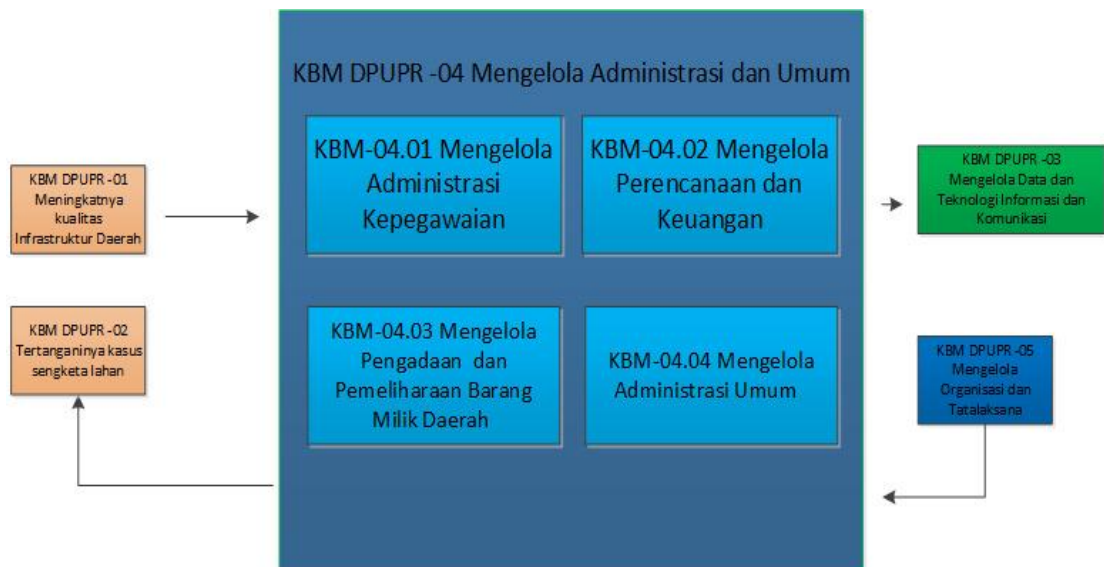 KBM DPUPR -04 Mengelola Administrasi dan Umum
KBM-04.01 Mengelola
Administrasi
Kepegawaian
KBM-04.02 Mengelola
Perencanaan dan
Keuangan
KBM DPUPR -01
Meningkatnya
kualitas
Infrastruktur Daerah
KBM DPUPR -03
Mengelola Data dan
Teknologi Informasi dan
Komunikasi
KBM DPUPR -02
Tertanganinya kasus
sengketa lahan
KBM-04.03 Mengelola
Pengadaan dan
Pemeliharaan Barang
Milik Daerah
KBM-04.04 Mengelola
Administrasi Umum
KBM DPUPR -05
Mengelola
Organisasi dan
Tatalaksana